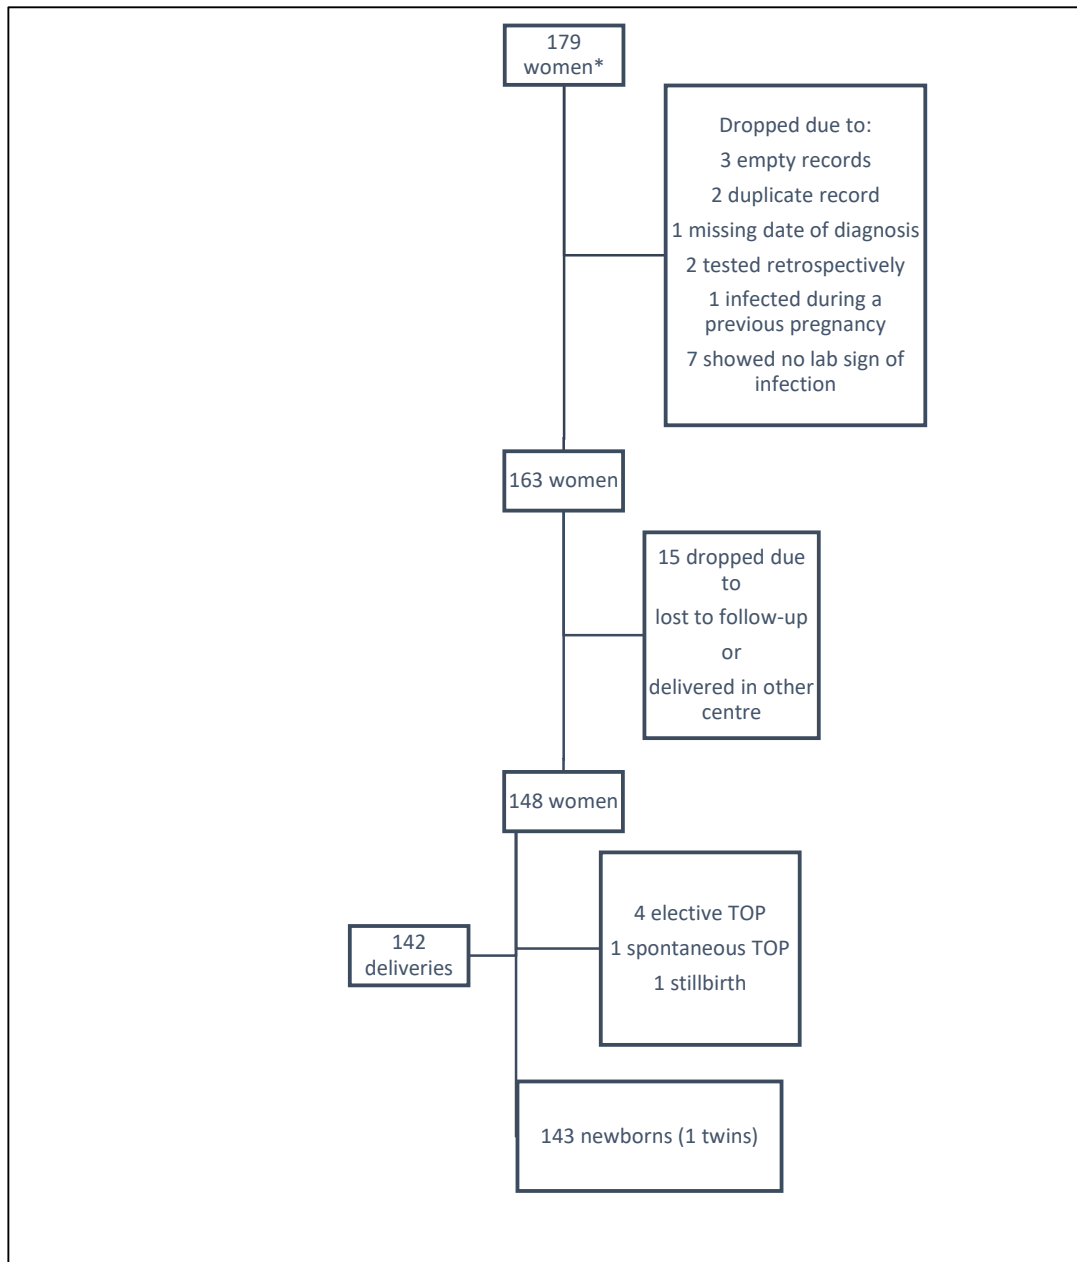 179
women*
Dropped due to:
3 empty records
2 duplicate record
1 missing date of diagnosis
2 tested retrospectively
1 infected during a
previous pregnancy
7 showed no lab sign of
infection
163 women
15 dropped due
to
lost to follow-up
or
delivered in other
centre
148 women
4 elective TOP
1 spontaneous TOP
1 stillbirth
142
deliveries
143 newborns (1 twins)